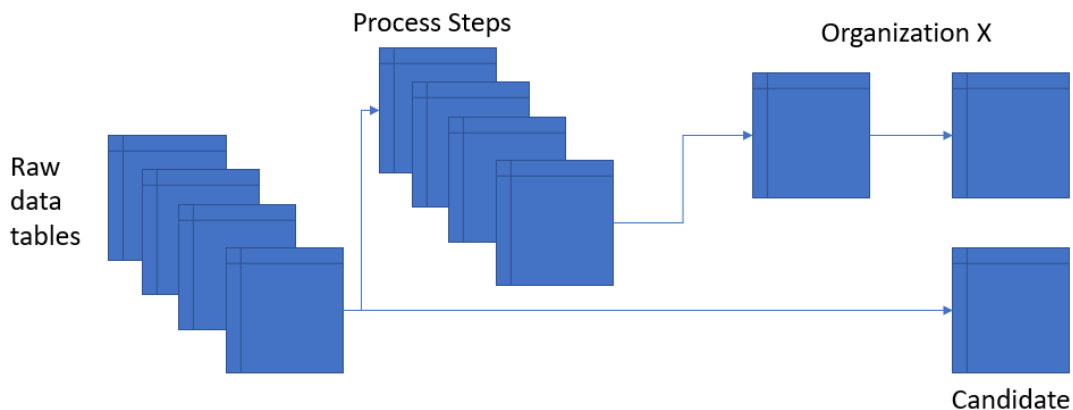 Process Steps
Organization X
Raw
data
tables
Candidate